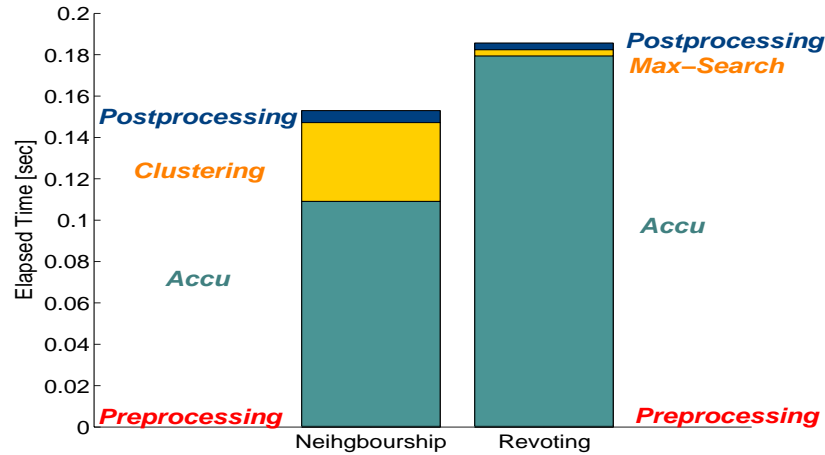 0.2
0.18
0.16
0.14
0.12
0.1
0.08
0.06
0.04
0.02
0
Elapsed Time [sec]
Postprocessing
Clustering
Accu
Preprocessing
Postprocessing
Max–Search
Accu
Preprocessing
Neihgbourship
Revoting